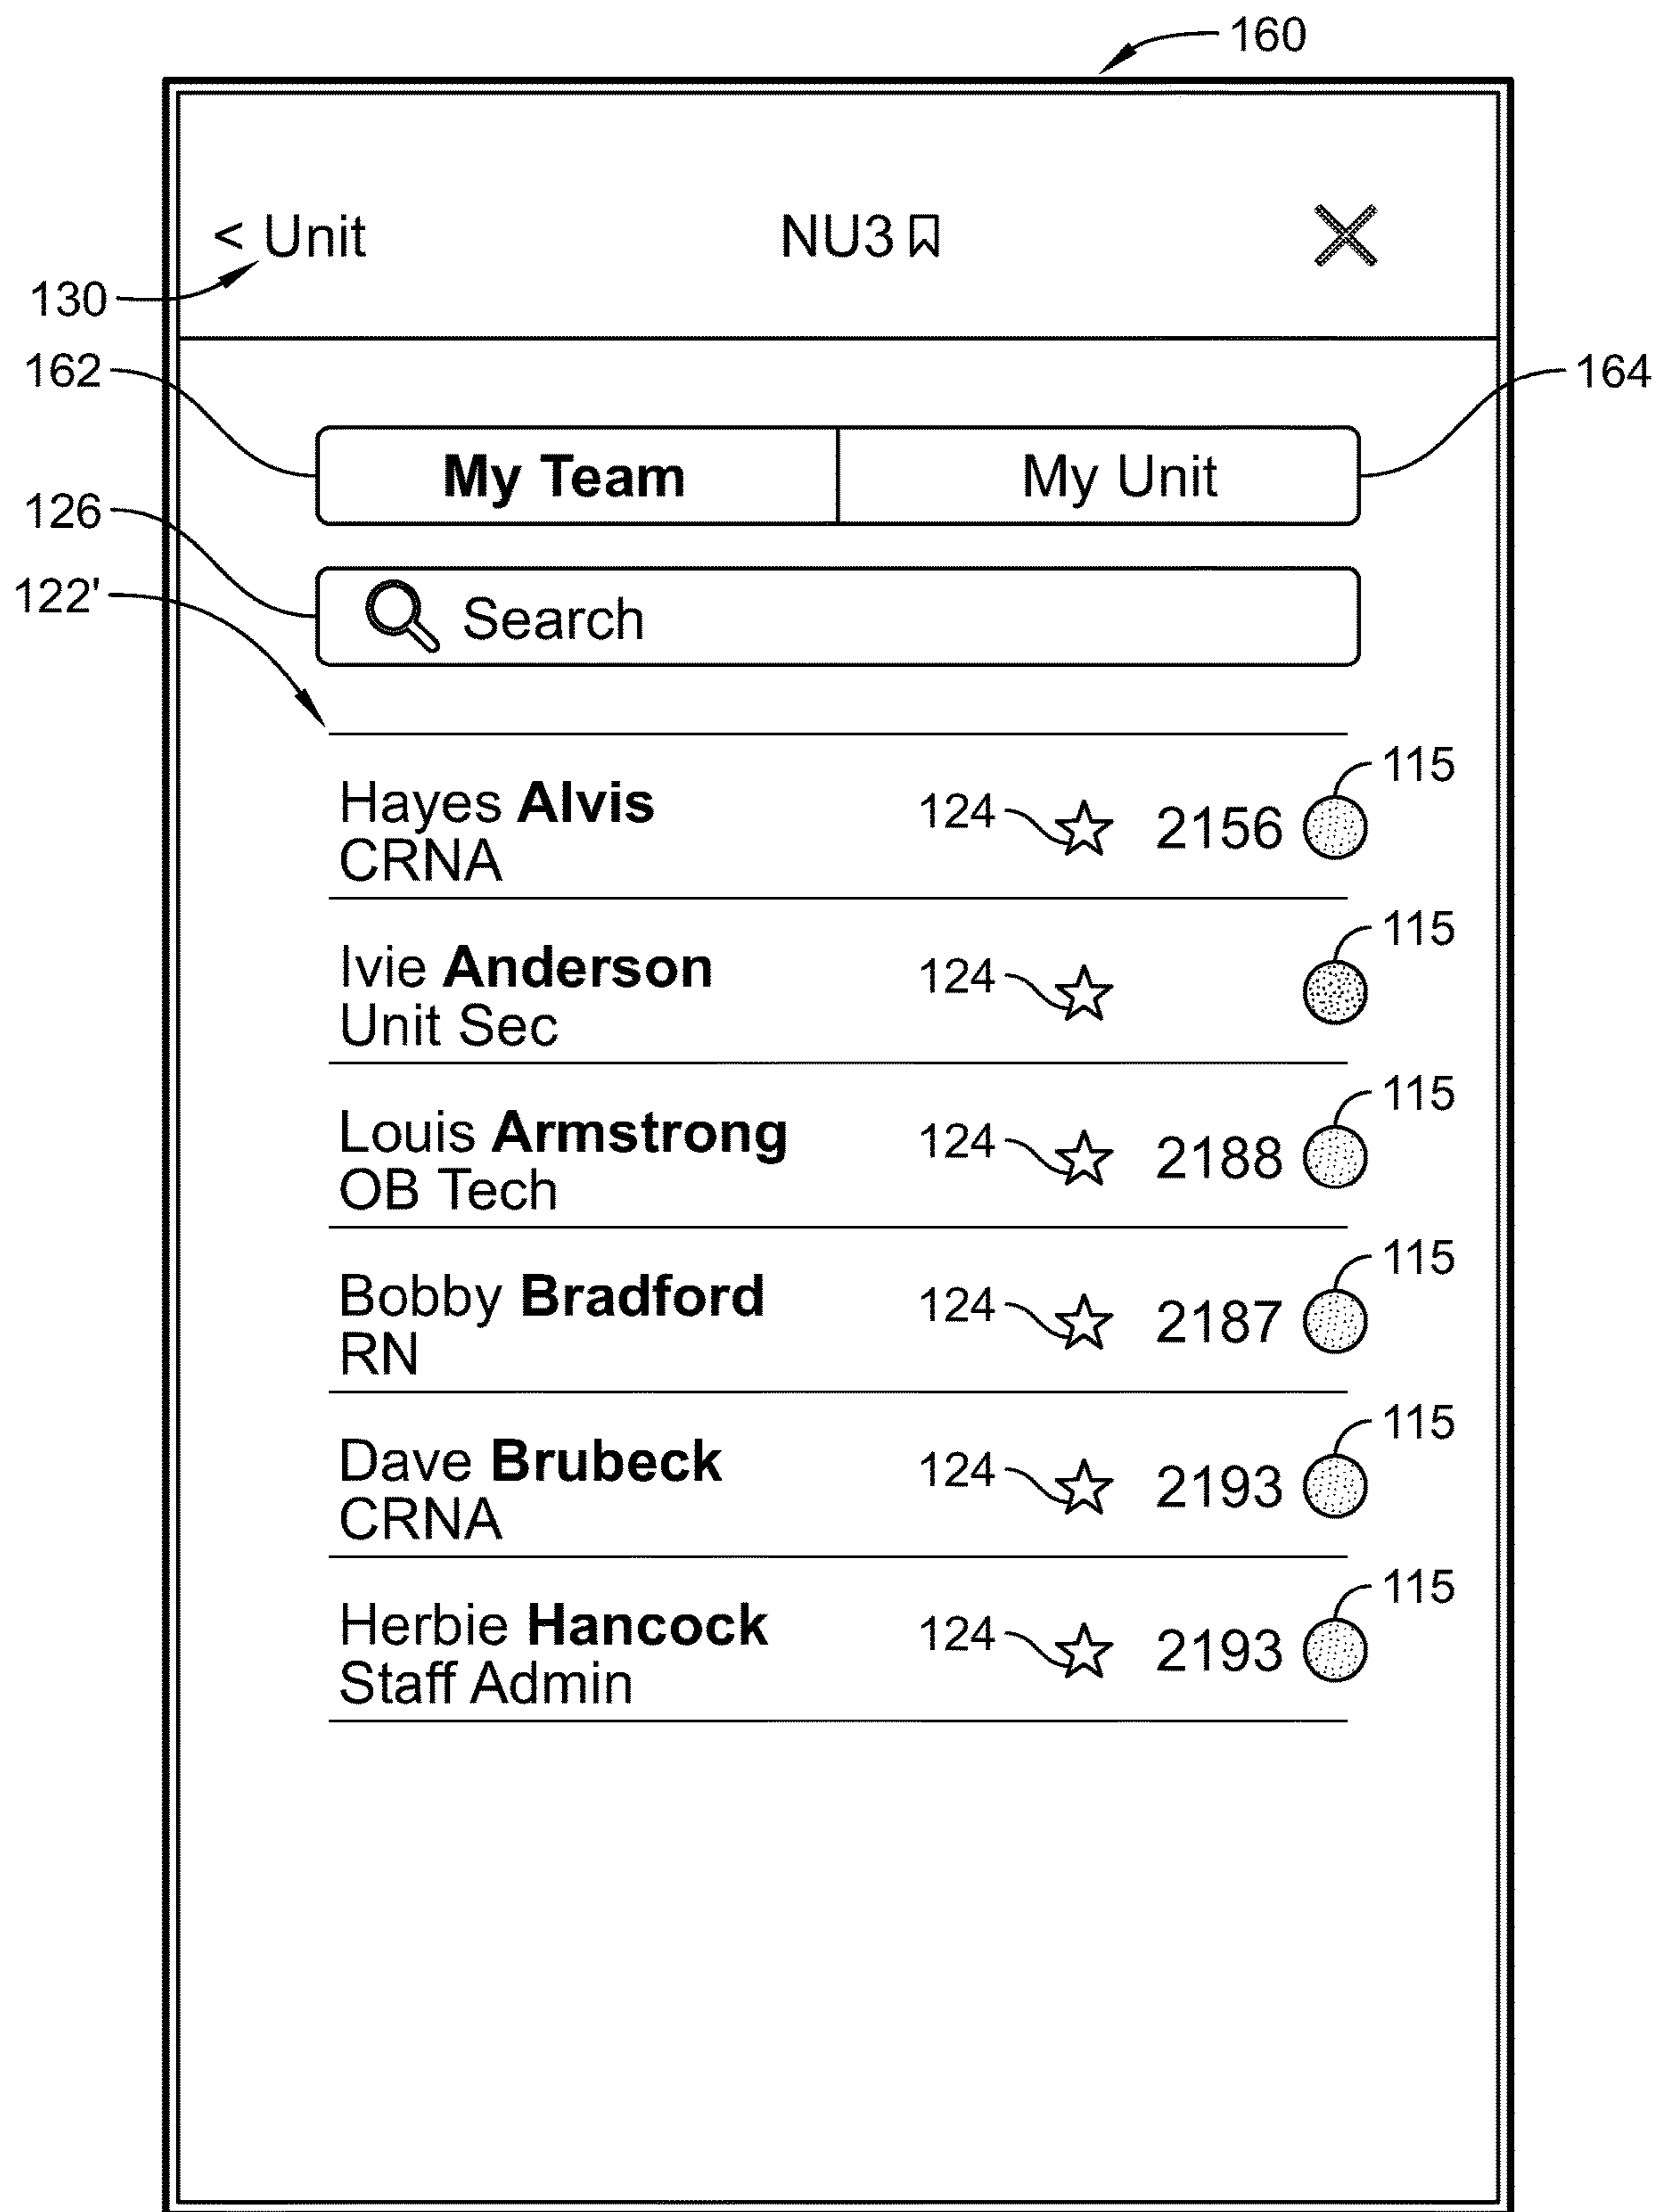 160
< Unit NU3
130
162
164
My Team My Unit
126
122'
Search
115
Hayes Alvis 124 2156
CRNA
115
Ivie Anderson 124
Unit Sec
115
Louis Armstrong 124 2188
OB Tech
115
Bobby Bradford 124 2187
RN
115
Dave Brubeck 124 2193
CRNA
115
Herbie Hancock 124 2193
Staff Admin